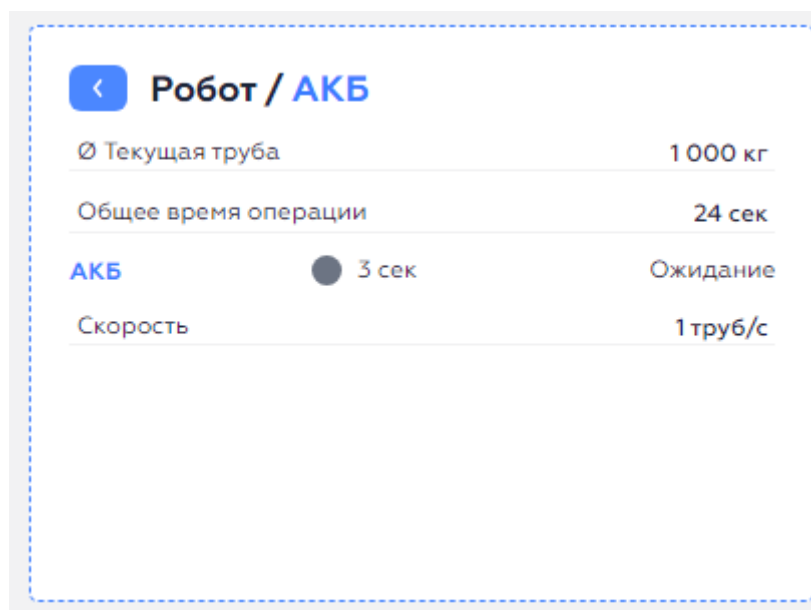 Робот / АКБ
Ø Текущая труба 1 000 кг
Общее время операции 24 сек
АКБ 3 сек Ожидание
Скорость 1 труб/с